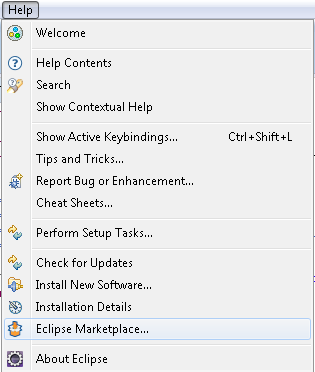 Help
Welcome
Help Contents
Search
Show Contextual Help
Show Active Keybindings... Ctrl+Shift+L
Tips and Tricks...
Report Bug or Enhancement...
Cheat Sheets...
Perform Setup Tasks...
Check for Updates
Install New Software...
Installation Details
Eclipse Marketplace...
About Eclipse